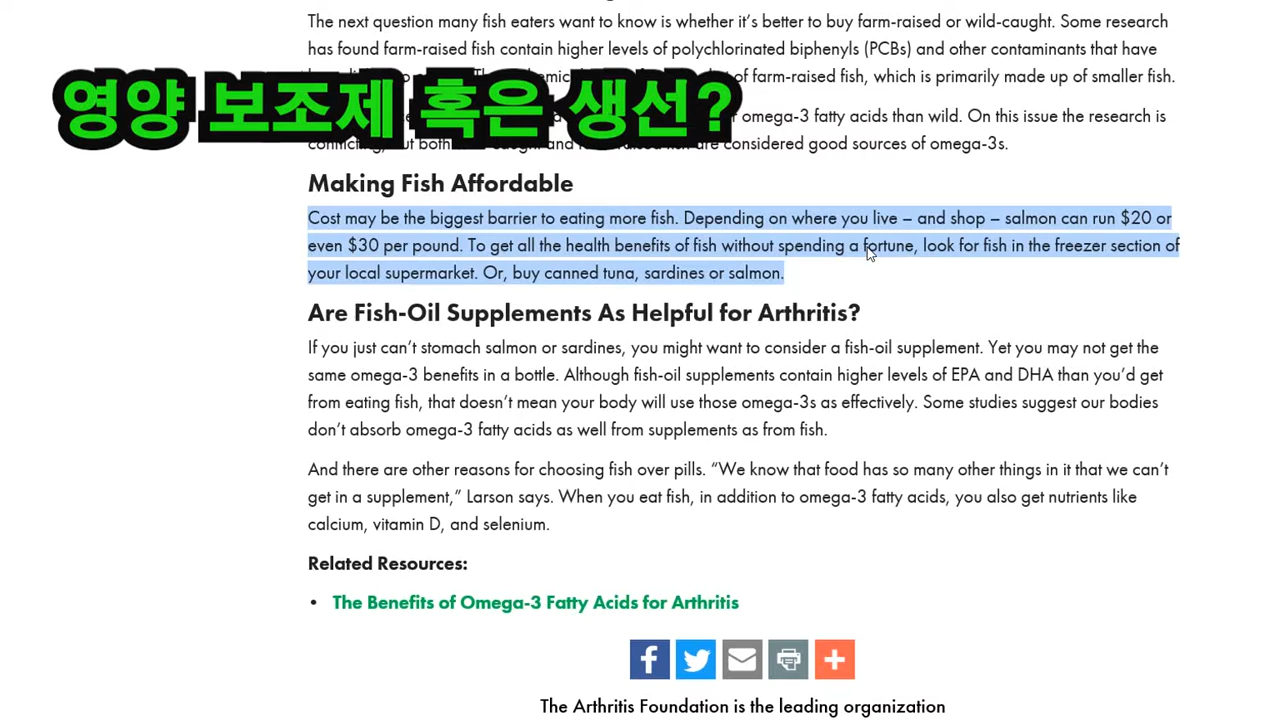 The next question many fish eaters want to know is whether it's better to buy farm-raised or wild-caught. Some research
has found farm-raised fish contain higher levels of polychlorinated biphenyls (PCBs) and other contaminants that have
of farm-raised fish, which is primarily made up of smaller fish.
영양 보조제 혹은 생선?
omega-3 fatty acids than wild. On this issue the research is
are considered good sources of omega-3s.
Making Fish Affordable
Cost may be the biggest barrier to eating more fish. Depending on where you live – and shop – salmon can run $20 or
even $30 per pound. To get all the health benefits of fish without spending a fortune, look for fish in the freezer section of
your local supermarket. Or, buy canned tuna, sardines or salmon.
Are Fish-Oil Supplements As Helpful for Arthritis?
If you just can't stomach salmon or sardines, you might want to consider a fish-oil supplement. Yet you may not get the
same omega-3 benefits in a bottle. Although fish-oil supplements contain higher levels of EPA and DHA than you'd get
from eating fish, that doesn't mean your body will use those omega-3s as effectively. Some studies suggest our bodies
don't absorb omega-3 fatty acids as well from supplements as from fish.
And there are other reasons for choosing fish over pills. "We know that food has so many other things in it that we can't
get in a supplement," Larson says. When you eat fish, in addition to omega-3 fatty acids, you also get nutrients like
calcium, vitamin D, and selenium.
Related Resources:
• The Benefits of Omega-3 Fatty Acids for Arthritis
The Arthritis Foundation is the leading organization